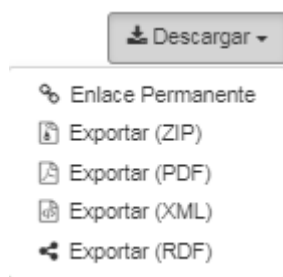 Descargar
Enlace Permanente
Exportar (ZIP)
Exportar (PDF)
Exportar (XML)
Exportar (RDF)